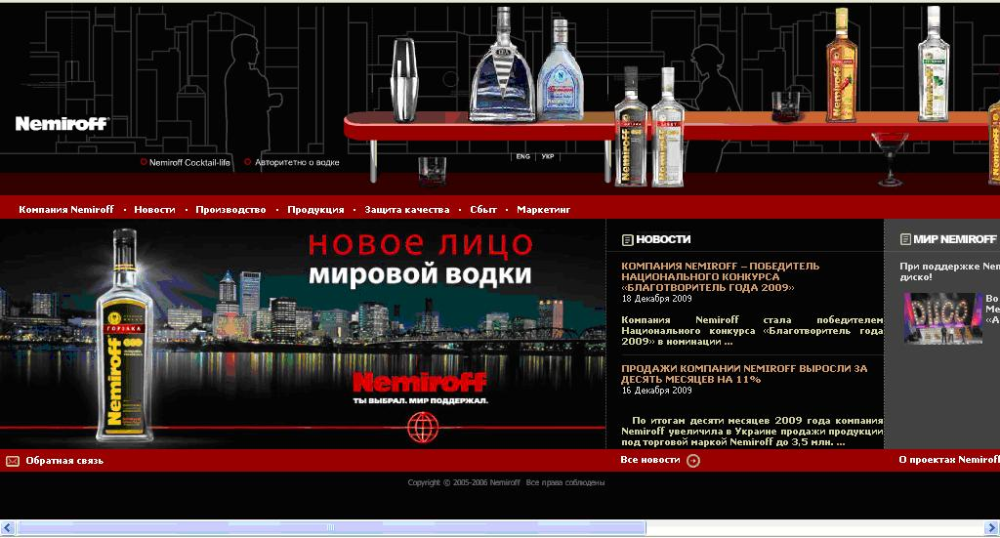 Nemiroff
Nemiroff Cocktail-life
Авторитетно о водке
ENG | УКР
Компания Nemiroff · Новости · Производство · Продукция · Защита качества · Сбыт · Маркетинг
новое лицо
мировой водки
ГОРІЛКА
Nemiroff
Nemiroff
ТЫ ВЫБРАЛ. МИР ПОДДЕРЖАЛ.
НОВОСТИ
КОМПАНИЯ NEMIROFF – ПОБЕДИТЕЛЬ
НАЦИОНАЛЬНОГО КОНКУРСА
«БЛАГОТВОРИТЕЛЬ ГОДА 2009»
18 Декабря 2009
Компания Nemiroff стала победителем
Национального конкурса «Благотворитель года
2009» в номинации ...
ПРОДАЖИ КОМПАНИИ NEMIROFF ВЫРОСЛИ ЗА
ДЕСЯТЬ МЕСЯЦЕВ НА 11%
16 Декабря 2009
По итогам десяти месяцев 2009 года компания
Nemiroff увеличила в Украине продажи продукции
под торговой маркой Nemiroff до 3,5 млн. ...
МИР NEMIROFF
При поддержке Nem
диско!
Во
Ме
«А
Обратная связь
Все новости
О проектах Nemiroff
Copyright © 2005-2006 Nemiroff Все права соблюдены